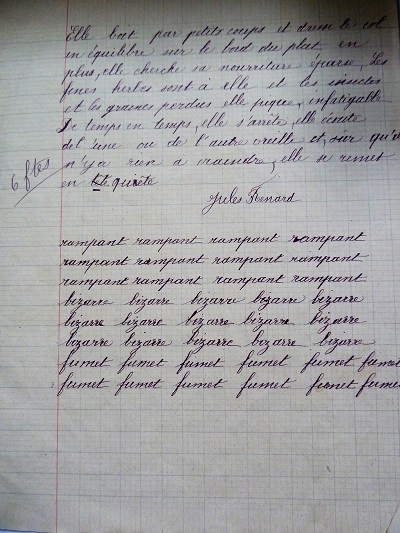 Elle boit par petits coups et dresse le col
en équilibre sur le bord du plat, en
plus, elle cherche sa nourriture éparse, Les
fines herbes sont à elle et les insectes
et les graines perdus elle pique, infatigable
De temps en temps, elle s'arrête, elle écoute
de l'une ou de l'autre oreille et, sûr qu'il
n'y a rien à craindre, elle se remet
en quiète
6 ftes
Jules Renard
rampant rampant rampant rampant
rampant rampant rampant rampant rampant
rampant rampant rampant rampant
bizarre bizarre bizarre bizarre bizarre
bizarre bizarre bizarre bizarre bizarre
bizarre bizarre bizarre bizarre bizarre
fumet fumet fumet fumet fumet fumet
fumet fumet fumet fumet fumet fumet